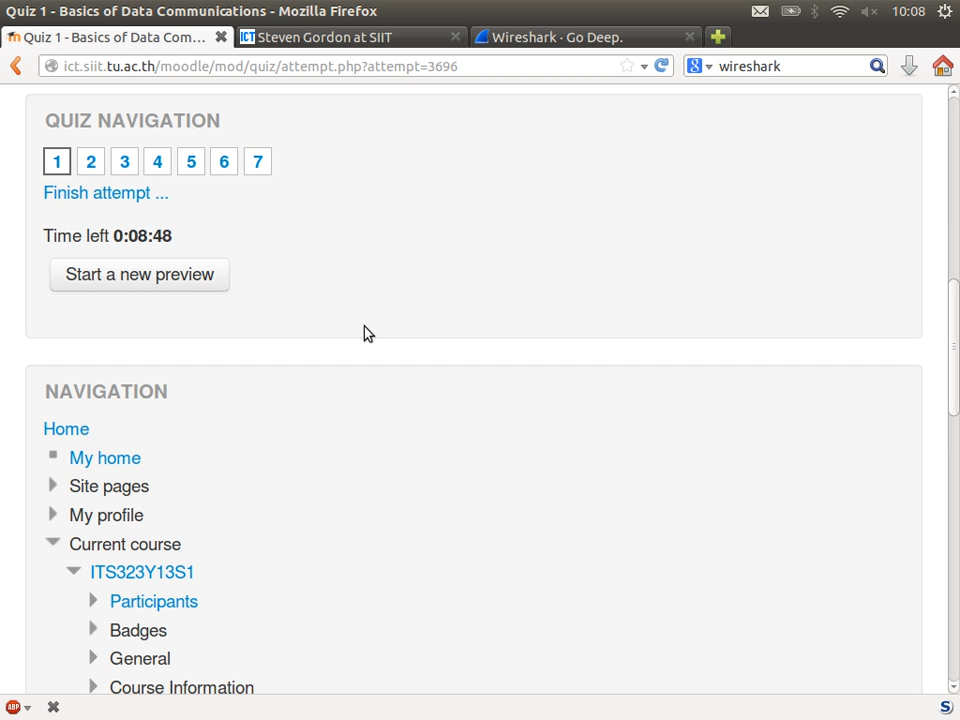 Quiz 1 - Basics of Data Communications - Mozilla Firefox
10:08
Quiz 1 - Basics of Data Com...
ICT Steven Gordon at SIIT
Wireshark · Go Deep.
ict.siit.tu.ac.th/moodle/mod/quiz/attempt.php?attempt=3696
8 wireshark
QUIZ NAVIGATION
1 2 3 4 5 6 7
Finish attempt ...
Time left 0:08:48
Start a new preview
NAVIGATION
Home
My home
Site pages
My profile
Current course
ITS323Y13S1
Participants
Badges
General
Course Information
ABP
S